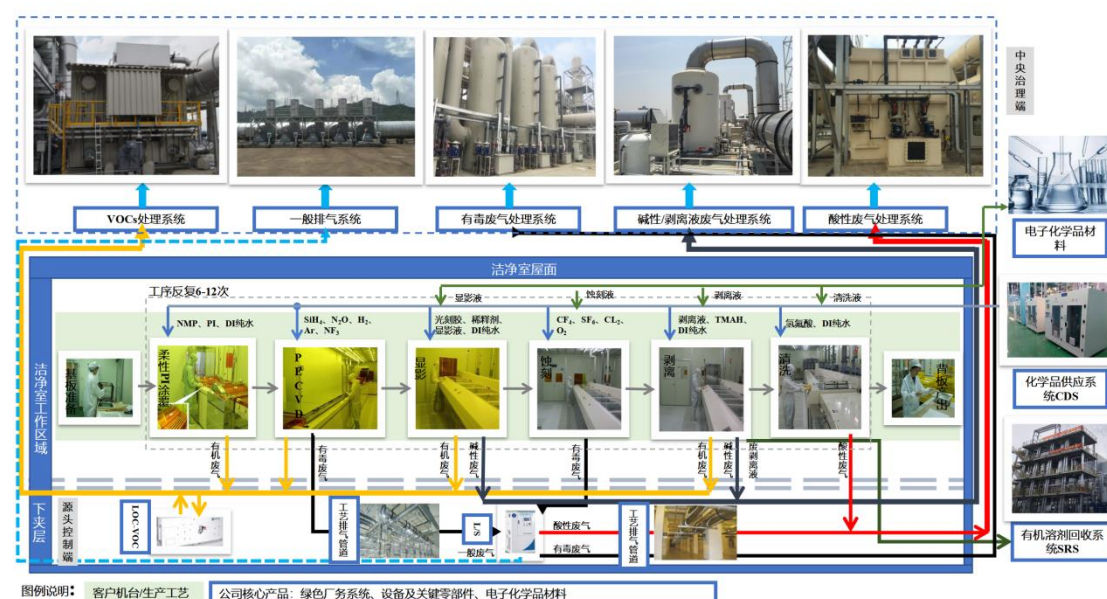 中央治理端
VOCs处理系统
一般排气系统
有毒废气处理系统
碱性/剥离液废气处理系统
酸性废气处理系统
电子化学品材
料
洁净室屋面
工序反复6-12次
显影液
蚀刻液
剥离液
清洗液
NMP、PI、DI纯水
SiH₄、N₂O、H₂、
Ar、NF₃
光刻胶、稀释剂、
显影液、DI纯水
CF₄、SF₆、CL₂、
O₂
剥离液、TMAH、
DI纯水
氢氟酸、DI纯水
洁净室工作区域
基板准备
柔性PI涂覆
PECVD
显影
蚀刻
剥离
清洗
背板产出
化学品供应系
统CDS
有机废气
有毒废气
有机废气
碱性废气
有毒废气
有机废气
碱性废气
废剥离液
酸性废气
下夹层
源头控制端
LOC-VOC
工艺排气管道
L/S
一般废气
酸性废气
有毒废气
工艺排气管道
有机溶剂回收系
统SRS
图例说明：
客户机台/生产工艺
公司核心产品：绿色厂务系统、设备及关键零部件、电子化学品材料